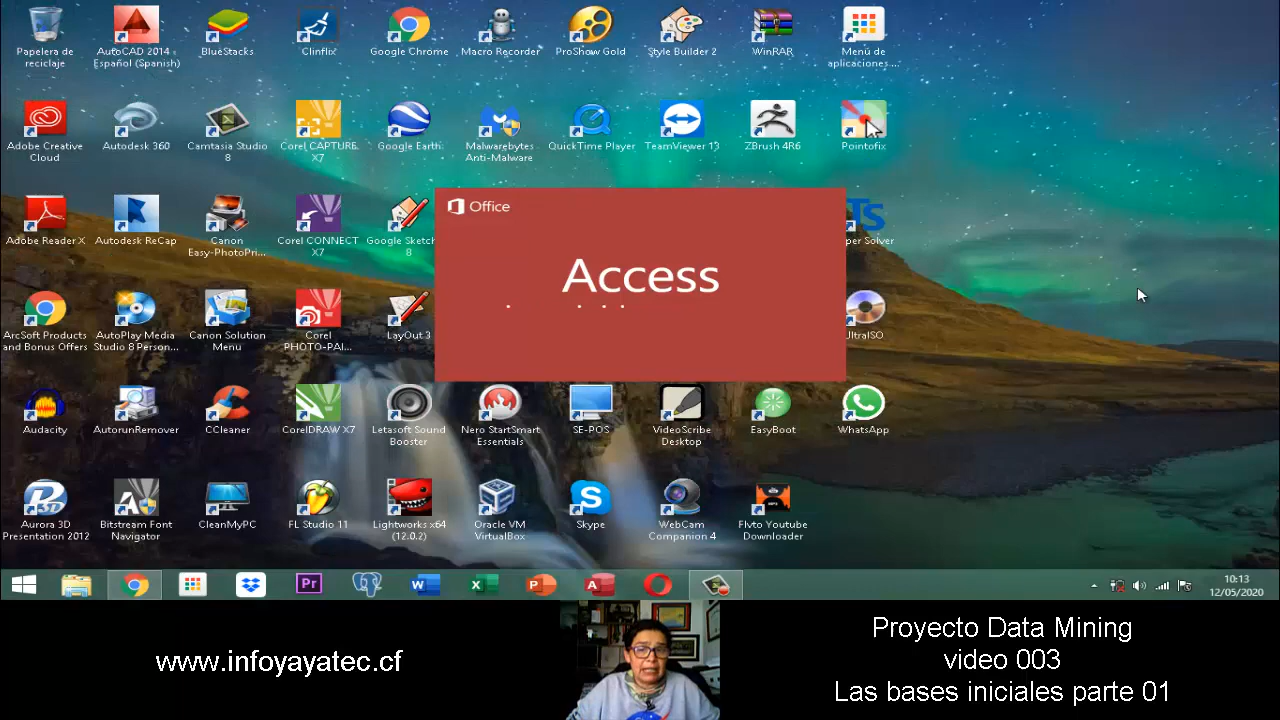 Papelera de
reciclaje
AutoCAD 2014
Español (Spanish)
BlueStacks
Clinflix
Google Chrome
Macro Recorder
ProShow Gold
Style Builder 2
WinRAR
Menú de
aplicaciones...
Adobe Creative
Cloud
Autodesk 360
Camtasia Studio
8
Corel CAPTURE
X7
Google Earth
Malwarebytes
Anti-Malware
QuickTime Player
TeamViewer 13
ZBrush 4R6
Pointofix
Adobe Reader X
Autodesk ReCap
Canon
Easy-PhotoPri...
Corel CONNECT
X7
Google Sketch
8
Office
Access
per Solver
ArcSoft Products
and Bonus Offers
AutoPlay Media
Studio 8 Person...
Canon Solution
Menu
Corel
PHOTO-PAI...
LayOut 3
UltraISO
Audacity
AutorunRemover
CCleaner
CorelDRAW X7
Letasoft Sound
Booster
Nero StartSmart
Essentials
SE-POS
VideoScribe
Desktop
EasyBoot
WhatsApp
Aurora 3D
Presentation 2012
Bitstream Font
Navigator
CleanMyPC
FL Studio 11
Lightworks x64
(12.0.2)
Oracle VM
VirtualBox
Skype
WebCam
Companion 4
Flvto Youtube
Downloader
Pr
10:13
12/05/2020
www.infoyayatec.cf
Proyecto Data Mining
video 003
Las bases iniciales parte 01